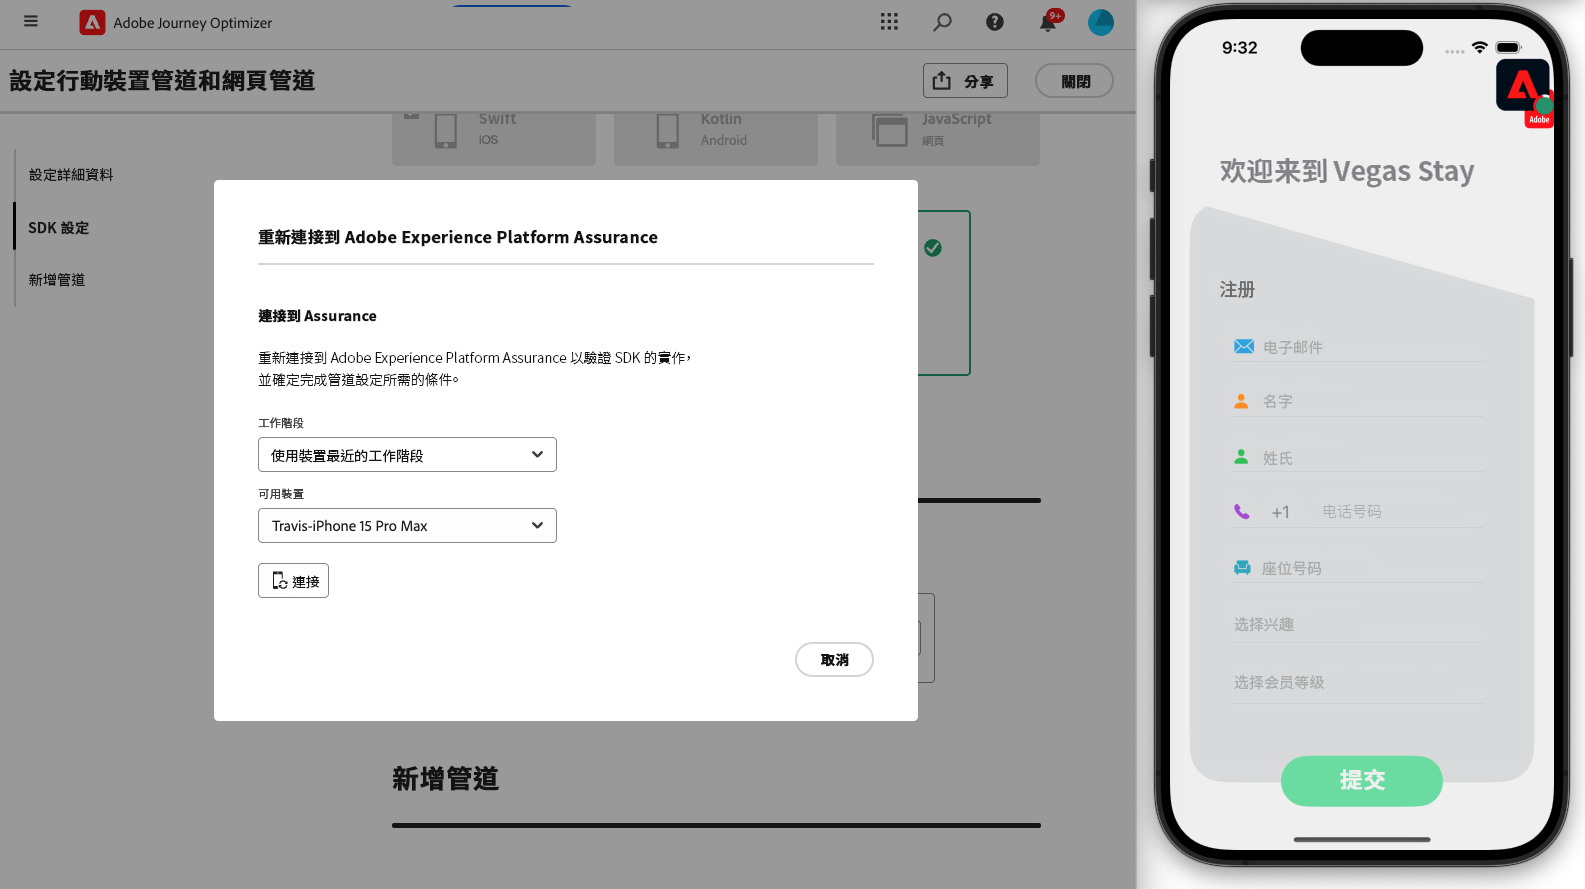 Adobe Journey Optimizer
9+
設定行動裝置管道和網頁管道
分享
關閉
Swift
iOS
Kotlin
Android
JavaScript
網頁
設定詳細資料
SDK 設定
新增管道
重新連接到 Adobe Experience Platform Assurance
連接到 Assurance
重新連接到 Adobe Experience Platform Assurance 以驗證 SDK 的實作，
並確定完成管道設定所需的條件。
工作階段
使用裝置最近的工作階段
可用裝置
Travis-iPhone 15 Pro Max
連接
取消
新增管道
9:32
Adobe
欢迎来到 Vegas Stay
注册
电子邮件
名字
姓氏
+1 电话号码
座位号码
选择兴趣
选择会员等级
提交